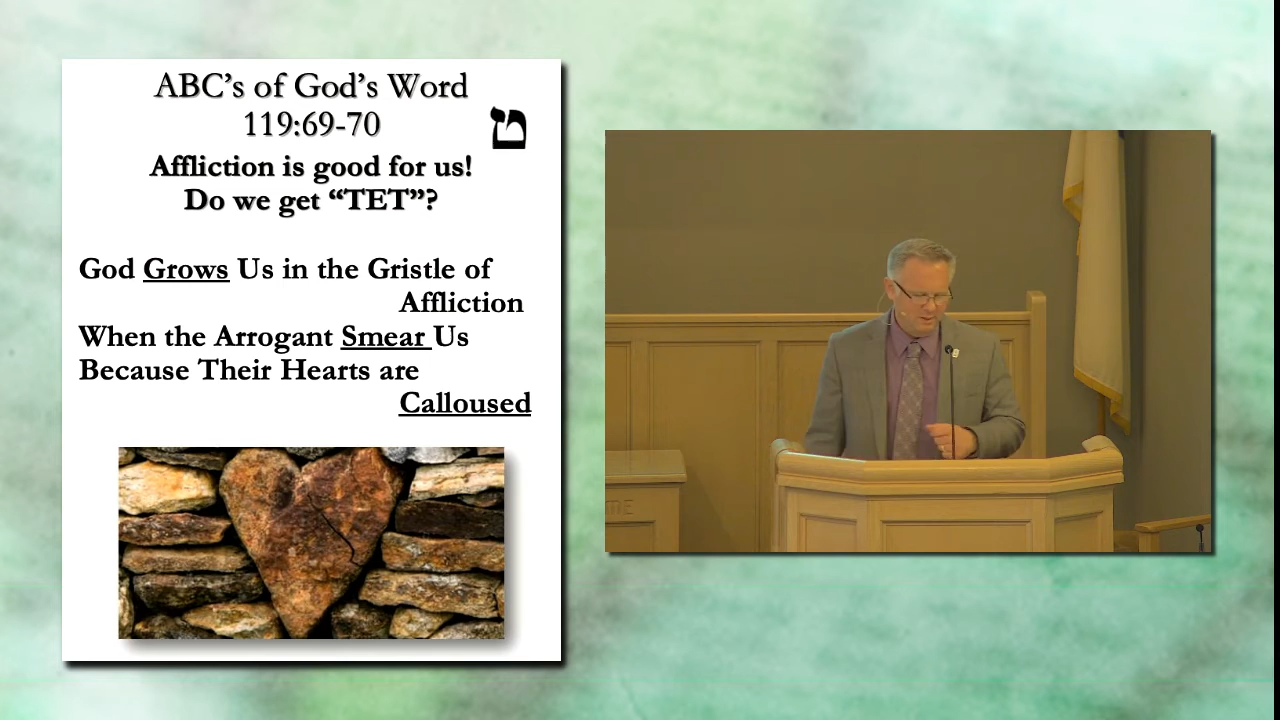 ABC’s of God’s Word
119:69-70
ט
Affliction is good for us!
Do we get “TET”?
God Grows Us in the Gristle of
Affliction
When the Arrogant Smear Us
Because Their Hearts are
Calloused